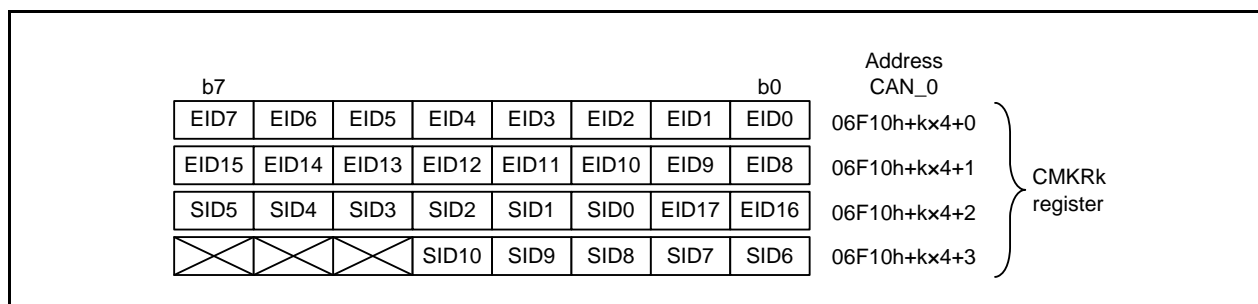 Address
b7 b0 CAN_0
EID7 EID6 EID5 EID4 EID3 EID2 EID1 EID0 06F10h+k×4+0
EID15 EID14 EID13 EID12 EID11 EID10 EID9 EID8 06F10h+k×4+1
CMKRk
SID5 SID4 SID3 SID2 SID1 SID0 EID17 EID16 06F10h+k×4+2
register
SID10 SID9 SID8 SID7 SID6 06F10h+k×4+3